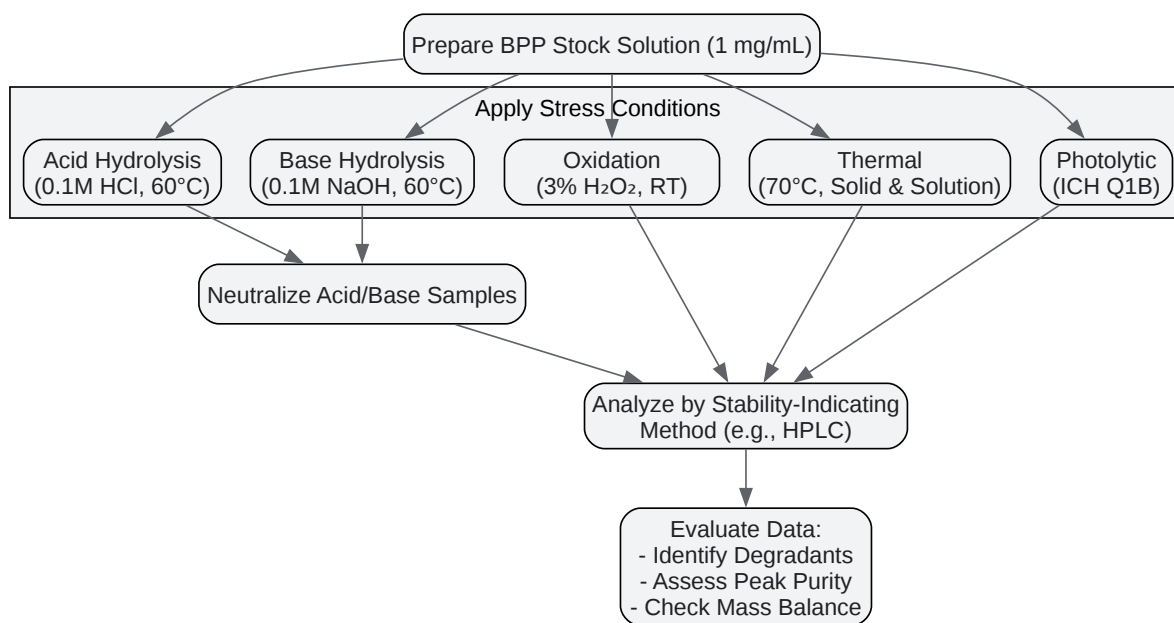 Prepare BPP Stock Solution (1 mg/mL)
Apply Stress Conditions
Acid Hydrolysis
(0.1M HCl, 60°C)
Base Hydrolysis
(0.1M NaOH, 60°C)
Oxidation
(3% H₂O₂, RT)
Thermal
(70°C, Solid & Solution)
Photolytic
(ICH Q1B)
Neutralize Acid/Base Samples
Analyze by Stability-Indicating
Method (e.g., HPLC)
Evaluate Data:
- Identify Degradants
- Assess Peak Purity
- Check Mass Balance